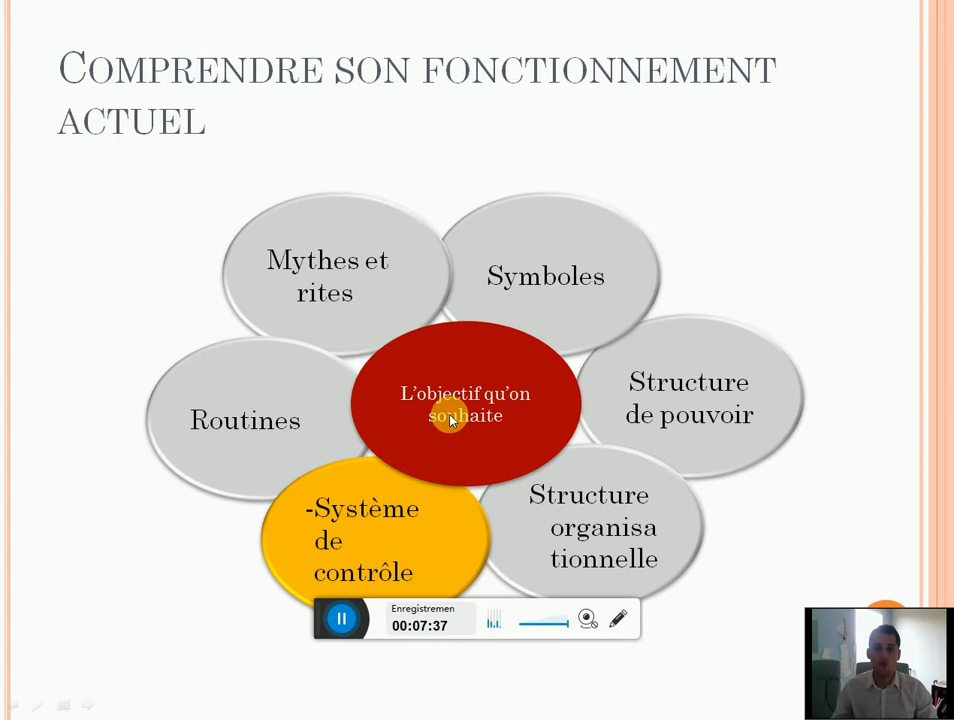 COMPRENDRE SON FONCTIONNEMENT
ACTUEL
Mythes et
rites
Symboles
L'objectif qu'on
souhaite
Structure
de pouvoir
Routines
Structure
organisa
tionnelle
-Système
de
contrôle
Enregistremen
00:07:37